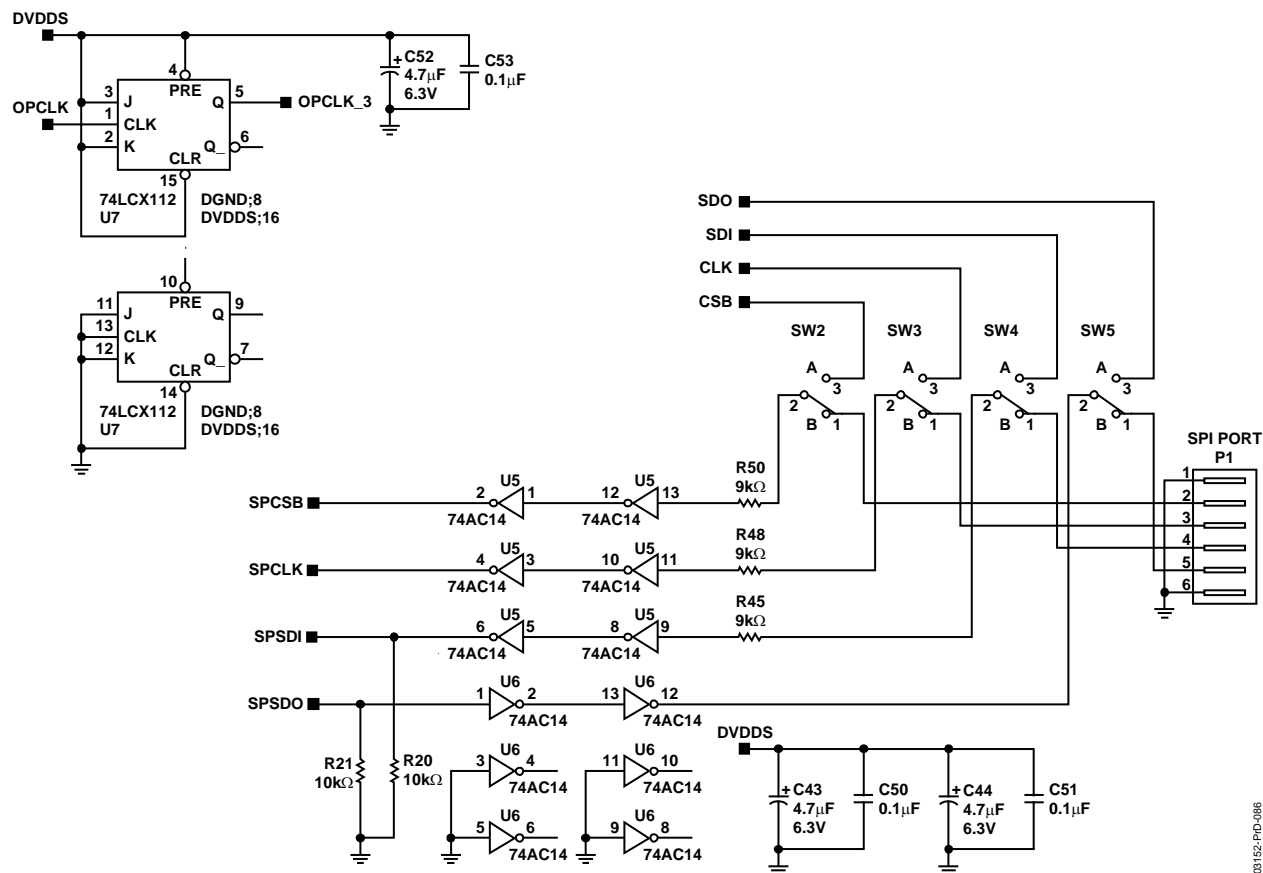 DVDDS
C52
4.7μF
6.3V
+
C53
0.1μF
4
PRE
3
J
Q
5
OPCLK_3
OPCLK
1
CLK
2
K
Q_
6
CLR
15
74LCX112
U7
DGND;8
DVDDS;16
10
PRE
11
J
Q
9
13
CLK
12
K
Q_
7
CLR
14
74LCX112
U7
DGND;8
DVDDS;16
SDO
SDI
CLK
CSB
SW2
SW3
SW4
SW5
A
3
2
B
1
A
3
2
B
1
A
3
2
B
1
A
3
2
B
1
SPI PORT
P1
1
2
3
4
5
6
SPCSB
2
U5
1
74AC14
12
U5
13
74AC14
R50
9kΩ
SPCLK
4
U5
3
74AC14
10
U5
11
74AC14
R48
9kΩ
SPSDI
6
U5
5
74AC14
8
U5
9
74AC14
R45
9kΩ
SPSDO
1
U6
2
74AC14
13
U6
12
74AC14
R21
10kΩ
R20
10kΩ
3
U6
4
74AC14
11
U6
10
74AC14
5
U6
6
74AC14
9
U6
8
74AC14
DVDDS
+
C43
4.7μF
6.3V
C50
0.1μF
+
C44
4.7μF
6.3V
C51
0.1μF
03152-PrD-086